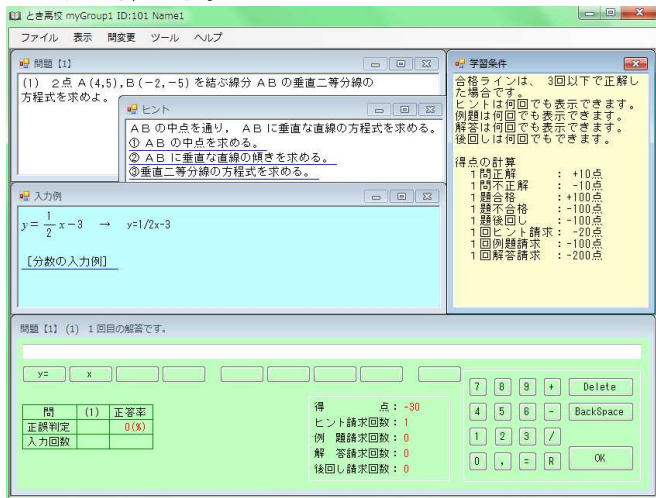 とき高校 myGroup1 ID:101 Name1
ファイル 表示 問変更 ツール ヘルプ
問題【1】
(1) 2点 A(4,5),B(-2,-5) を結ぶ線分 AB の垂直二等分線の
方程式を求めよ。
ヒント
AB の中点を通り, AB に垂直な直線の方程式を求める。
① AB の中点を求める。
② AB に垂直な直線の傾きを求める。
③垂直二等分線の方程式を求める。
学習条件
合格ラインは、 3回以下で正解し
た場合です。
ヒントは何回でも表示できます。
例題は何回でも表示できます。
解答は何回でも表示できます。
後回しは何回でもできます。
得点の計算
1問正解 : +10点
1問不正解 : -10点
1題合格 :+100点
1題不合格 :-100点
1題後回し :-100点
1回ヒント請求: -20点
1回例題請求 :-100点
1回解答請求 :-200点
入力例
y=1/2 x-3 → y=1/2x-3
[分数の入力例]
問題【1】(1) 1回目の解答です。
y= x
問 (1) 正答率
正誤判定 0(%)
入力回数
得 点: -30
ヒント請求回数: 1
例 題請求回数: 0
解 答請求回数: 0
後回し請求回数: 0
7 8 9 + Delete
4 5 6 - BackSpace
1 2 3 /
0 , = R OK